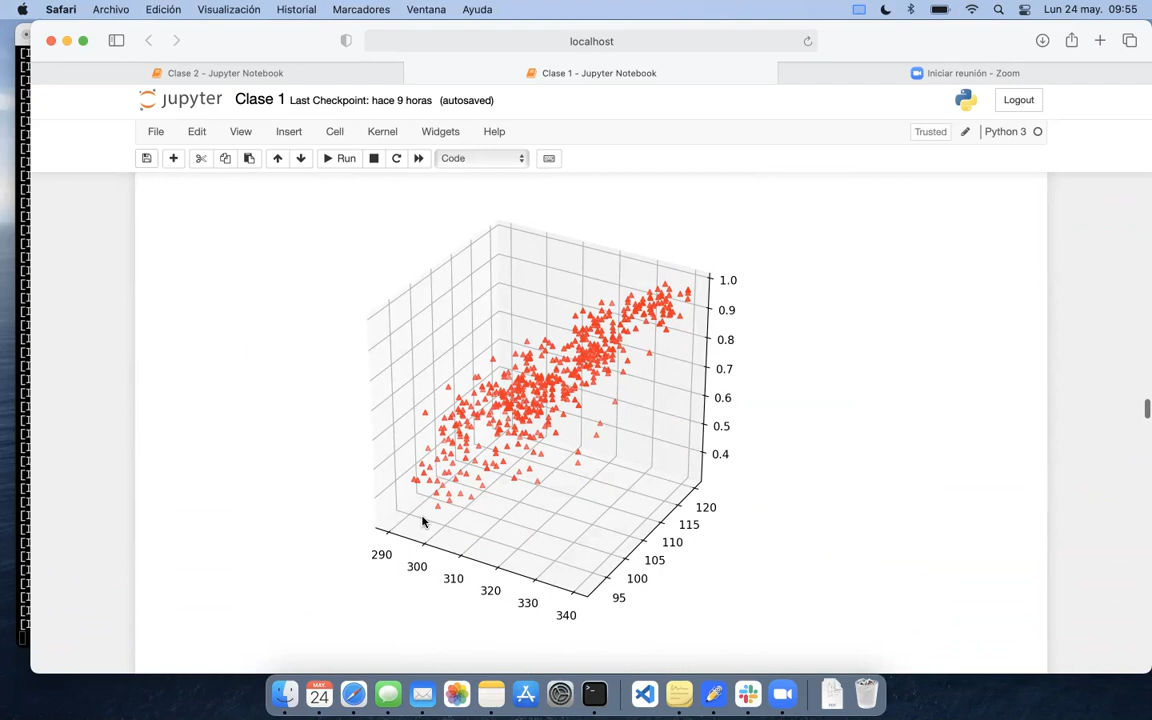 Safari Archivo Edición Visualización Historial Marcadores Ventana Ayuda Lun 24 may. 09:55
localhost
Clase 2 - Jupyter Notebook Clase 1 - Jupyter Notebook Iniciar reunión - Zoom
jupyter Clase 1 Last Checkpoint: hace 9 horas (autosaved) Logout
File Edit View Insert Cell Kernel Widgets Help Trusted Python 3
Run Code
1.0
0.9
0.8
0.7
0.6
0.5
0.4
120
115
110
105
100
95
290
300
310
320
330
340
MAY.
24